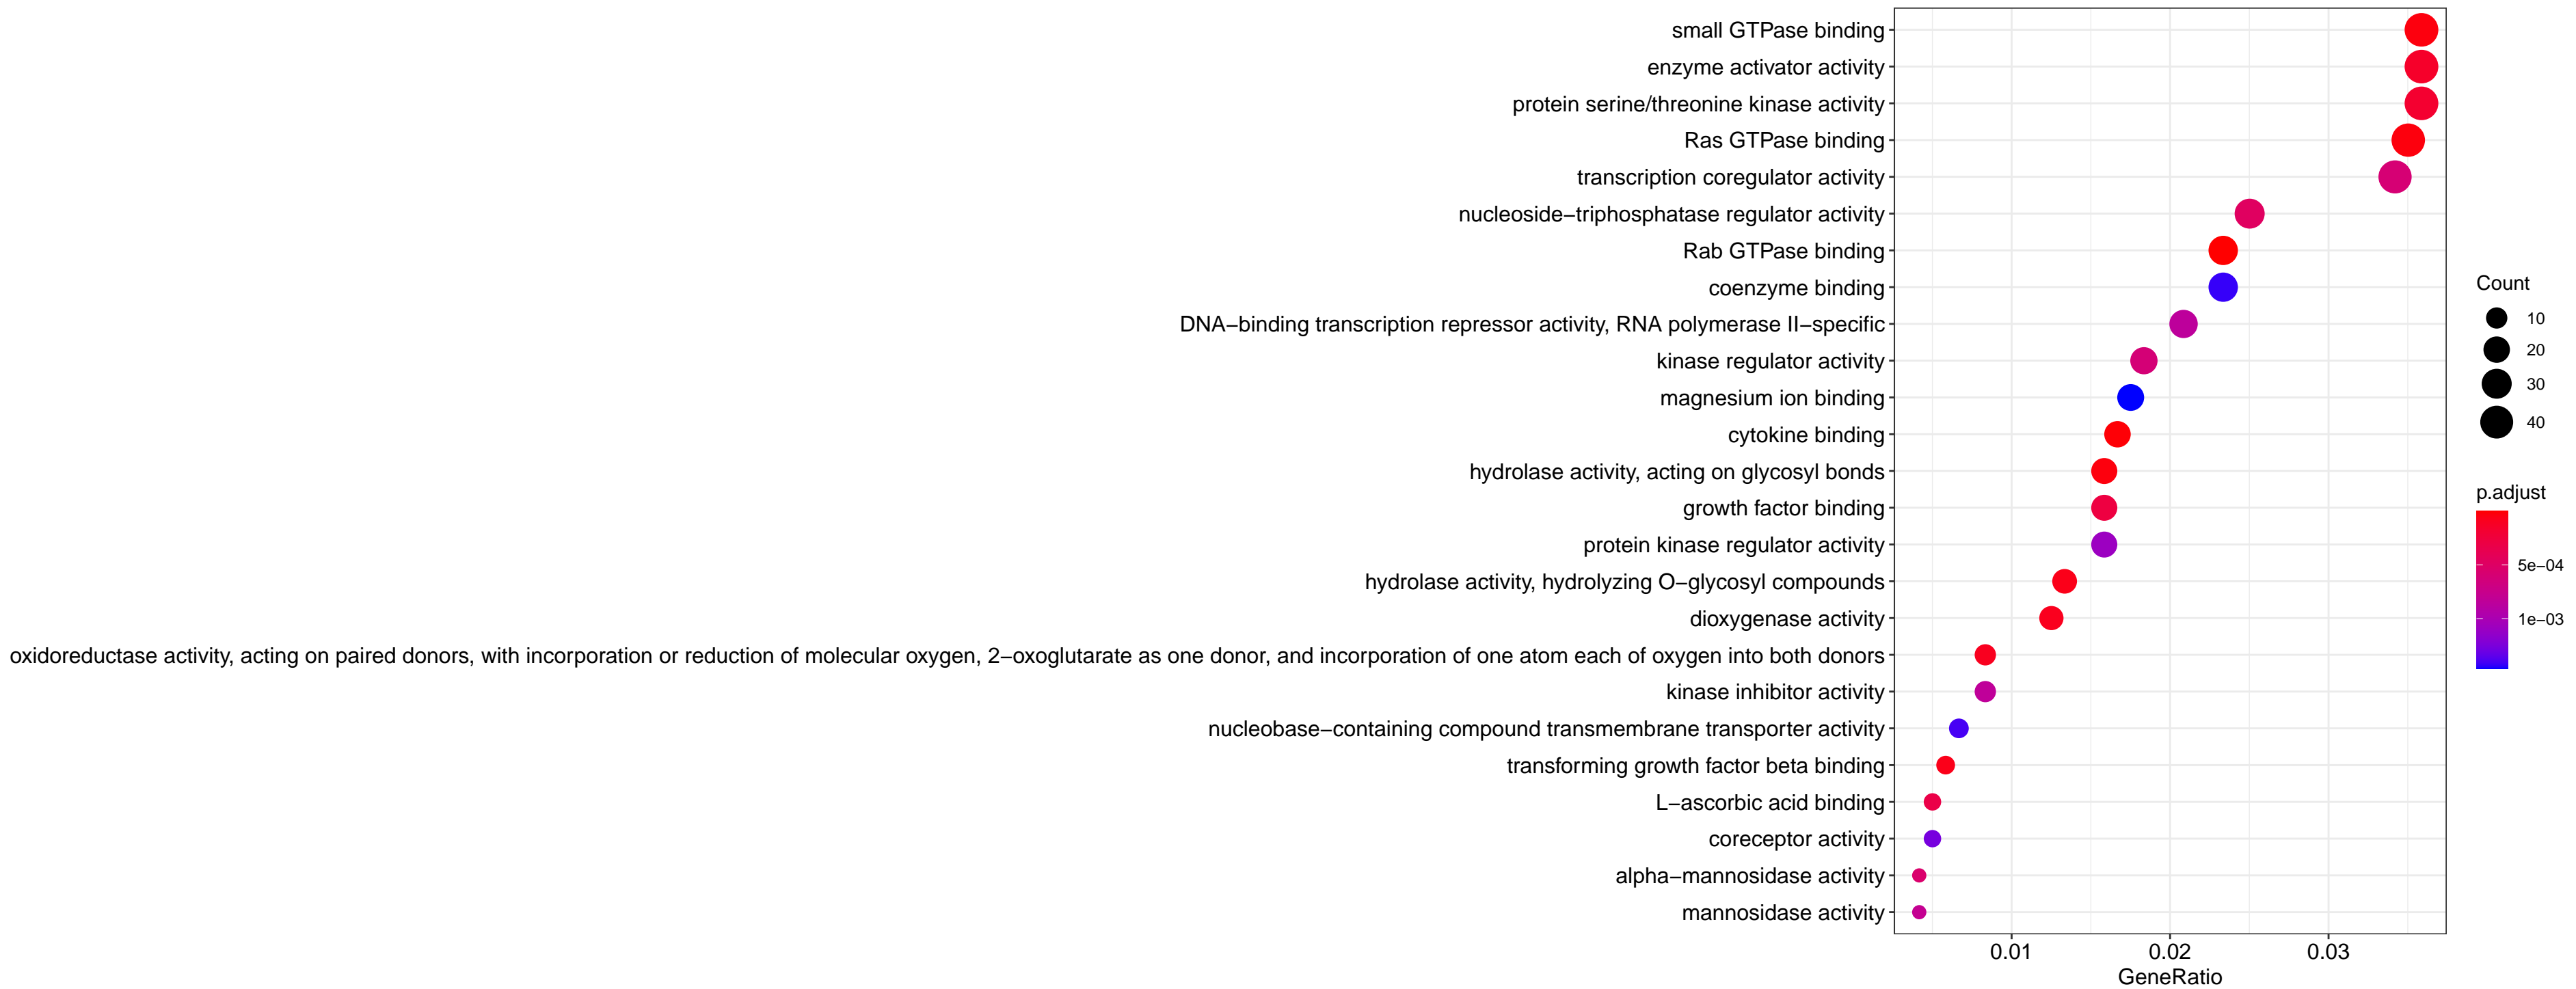 small GTPase binding
enzyme activator activity
protein serine/threonine kinase activity
Ras GTPase binding
transcription coregulator activity
nucleoside−triphosphatase regulator activity
Rab GTPase binding
coenzyme binding
DNA−binding transcription repressor activity, RNA polymerase II−specific
kinase regulator activity
magnesium ion binding
cytokine binding
hydrolase activity, acting on glycosyl bonds
growth factor binding
protein kinase regulator activity
hydrolase activity, hydrolyzing O−glycosyl compounds
dioxygenase activity
oxidoreductase activity, acting on paired donors, with incorporation or reduction of molecular oxygen, 2−oxoglutarate as one donor, and incorporation of one atom each of oxygen into both donors
kinase inhibitor activity
nucleobase−containing compound transmembrane transporter activity
transforming growth factor beta binding
L−ascorbic acid binding
coreceptor activity
alpha−mannosidase activity
mannosidase activity
0.01 0.02 0.03
GeneRatio
Count
10
20
30
40
p.adjust
5e−04
1e−03